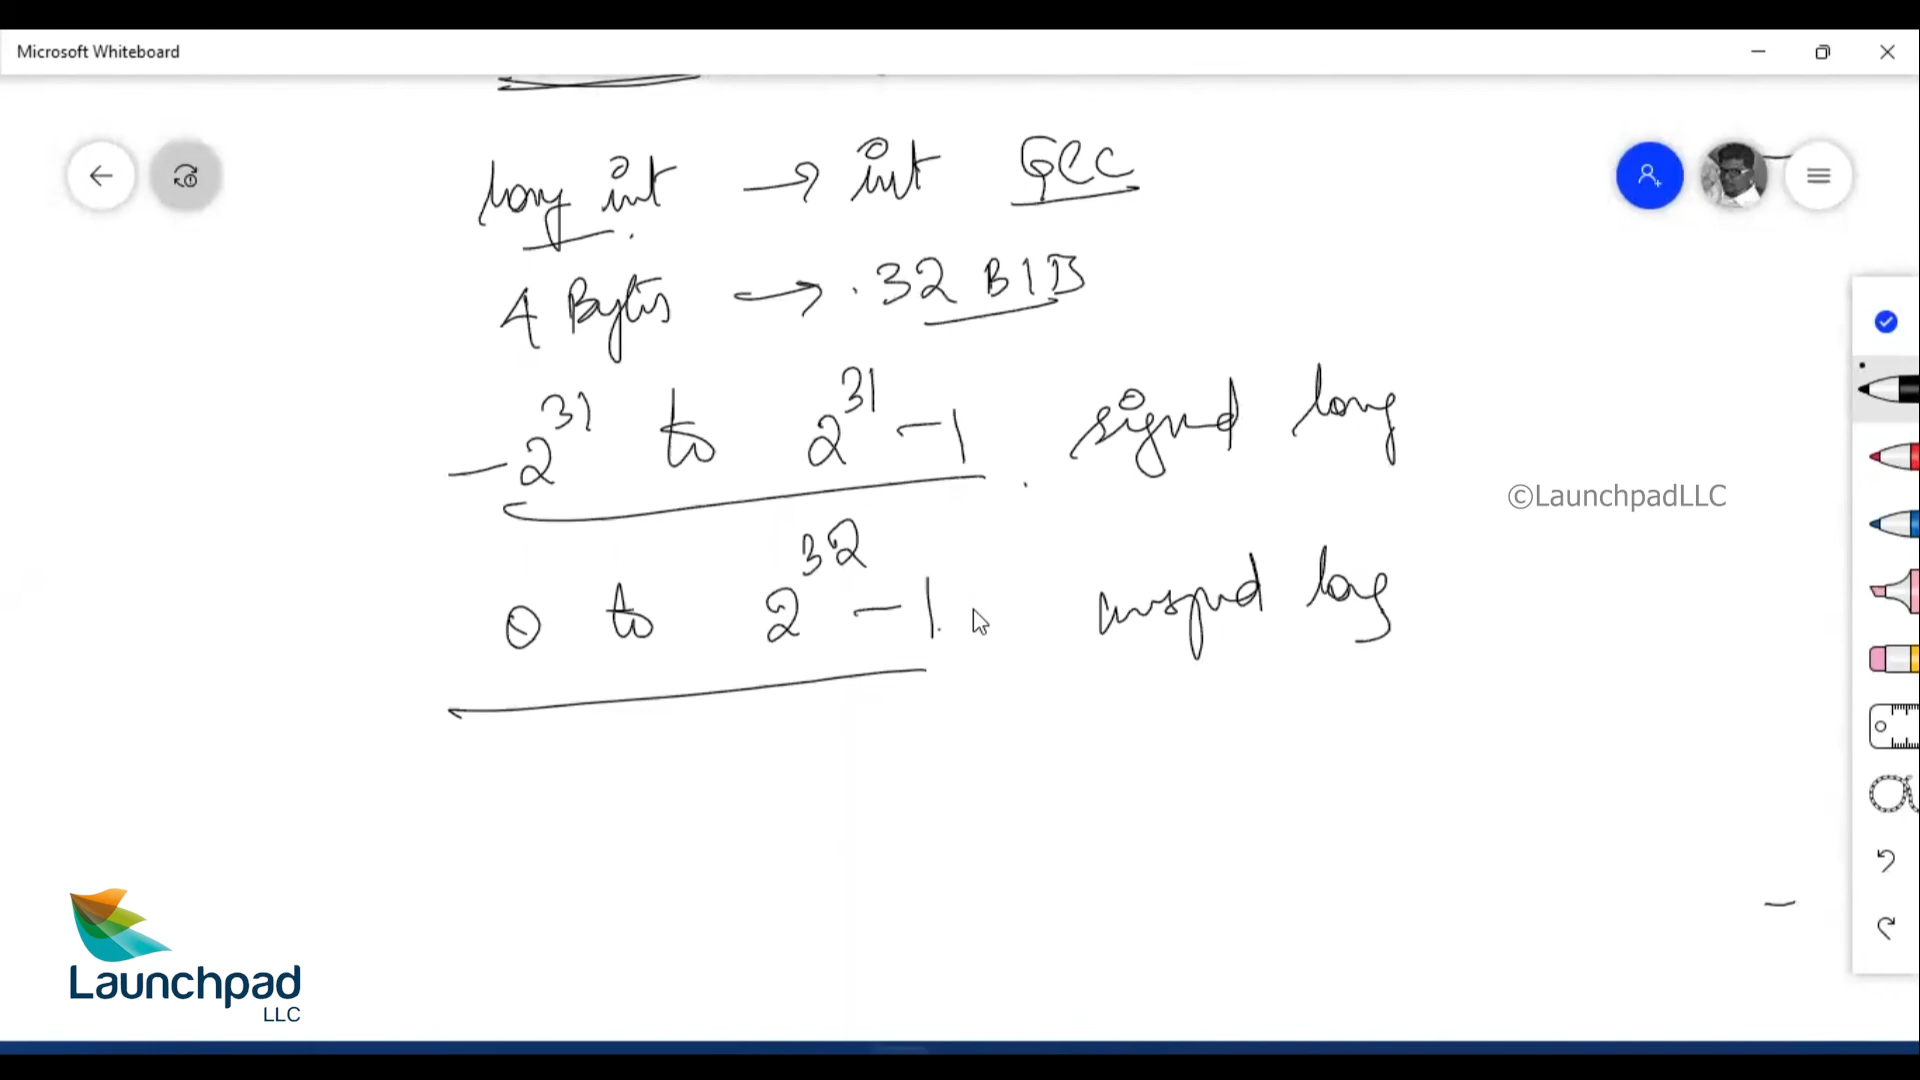 Microsoft Whiteboard
long int → int GCC
4 Bytes → 32 BITS
-2^31 to 2^31 - 1 signed long
©LaunchpadLLC
0 to 2^32 - 1 unsigned long
Launchpad
LLC